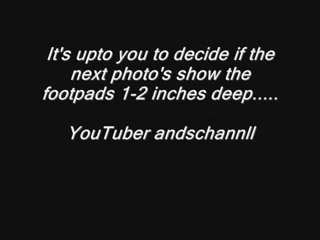 It's upto you to decide if the
next photo's show the
footpads 1-2 inches deep.....
YouTuber andschannll